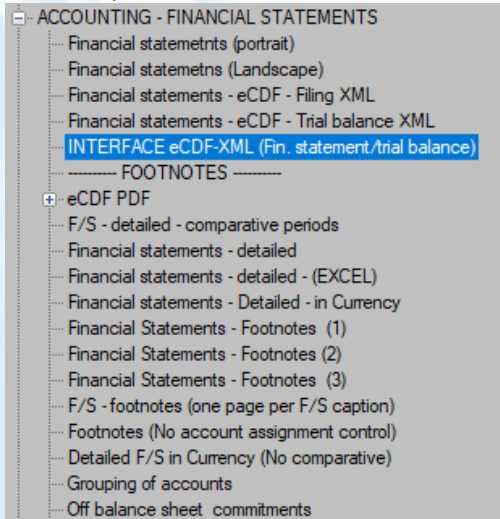 ACCOUNTING - FINANCIAL STATEMENTS
Financial statemetnts (portrait)
Financial statemetns (Landscape)
Financial statements - eCDF - Filing XML
Financial statements - eCDF - Trial balance XML
INTERFACE eCDF-XML (Fin. statement/trial balance)
---------- FOOTNOTES ----------
eCDF PDF
F/S - detailed - comparative periods
Financial statements - detailed
Financial statements - detailed - (EXCEL)
Financial statements - Detailed - in Currency
Financial Statements - Footnotes  (1)
Financial Statements - Footnotes (2)
Financial Statements - Footnotes  (3)
F/S - footnotes (one page per F/S caption)
Footnotes (No account assignment control)
Detailed F/S in Currency (No comparative)
Grouping of accounts
Off balance sheet  commitments